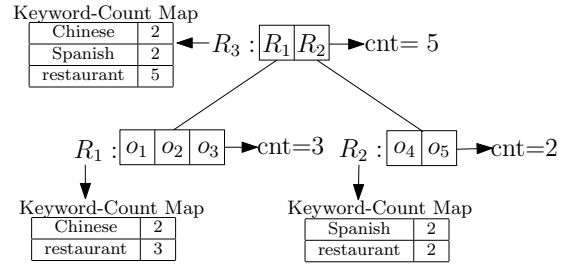 Keyword-Count Map
Chinese 2
Spanish 2
restaurant 5
R3 : R1 R2 cnt= 5
R1 : o1 o2 o3 cnt=3
R2 : o4 o5 cnt=2
Keyword-Count Map
Chinese 2
restaurant 3
Keyword-Count Map
Spanish 2
restaurant 2